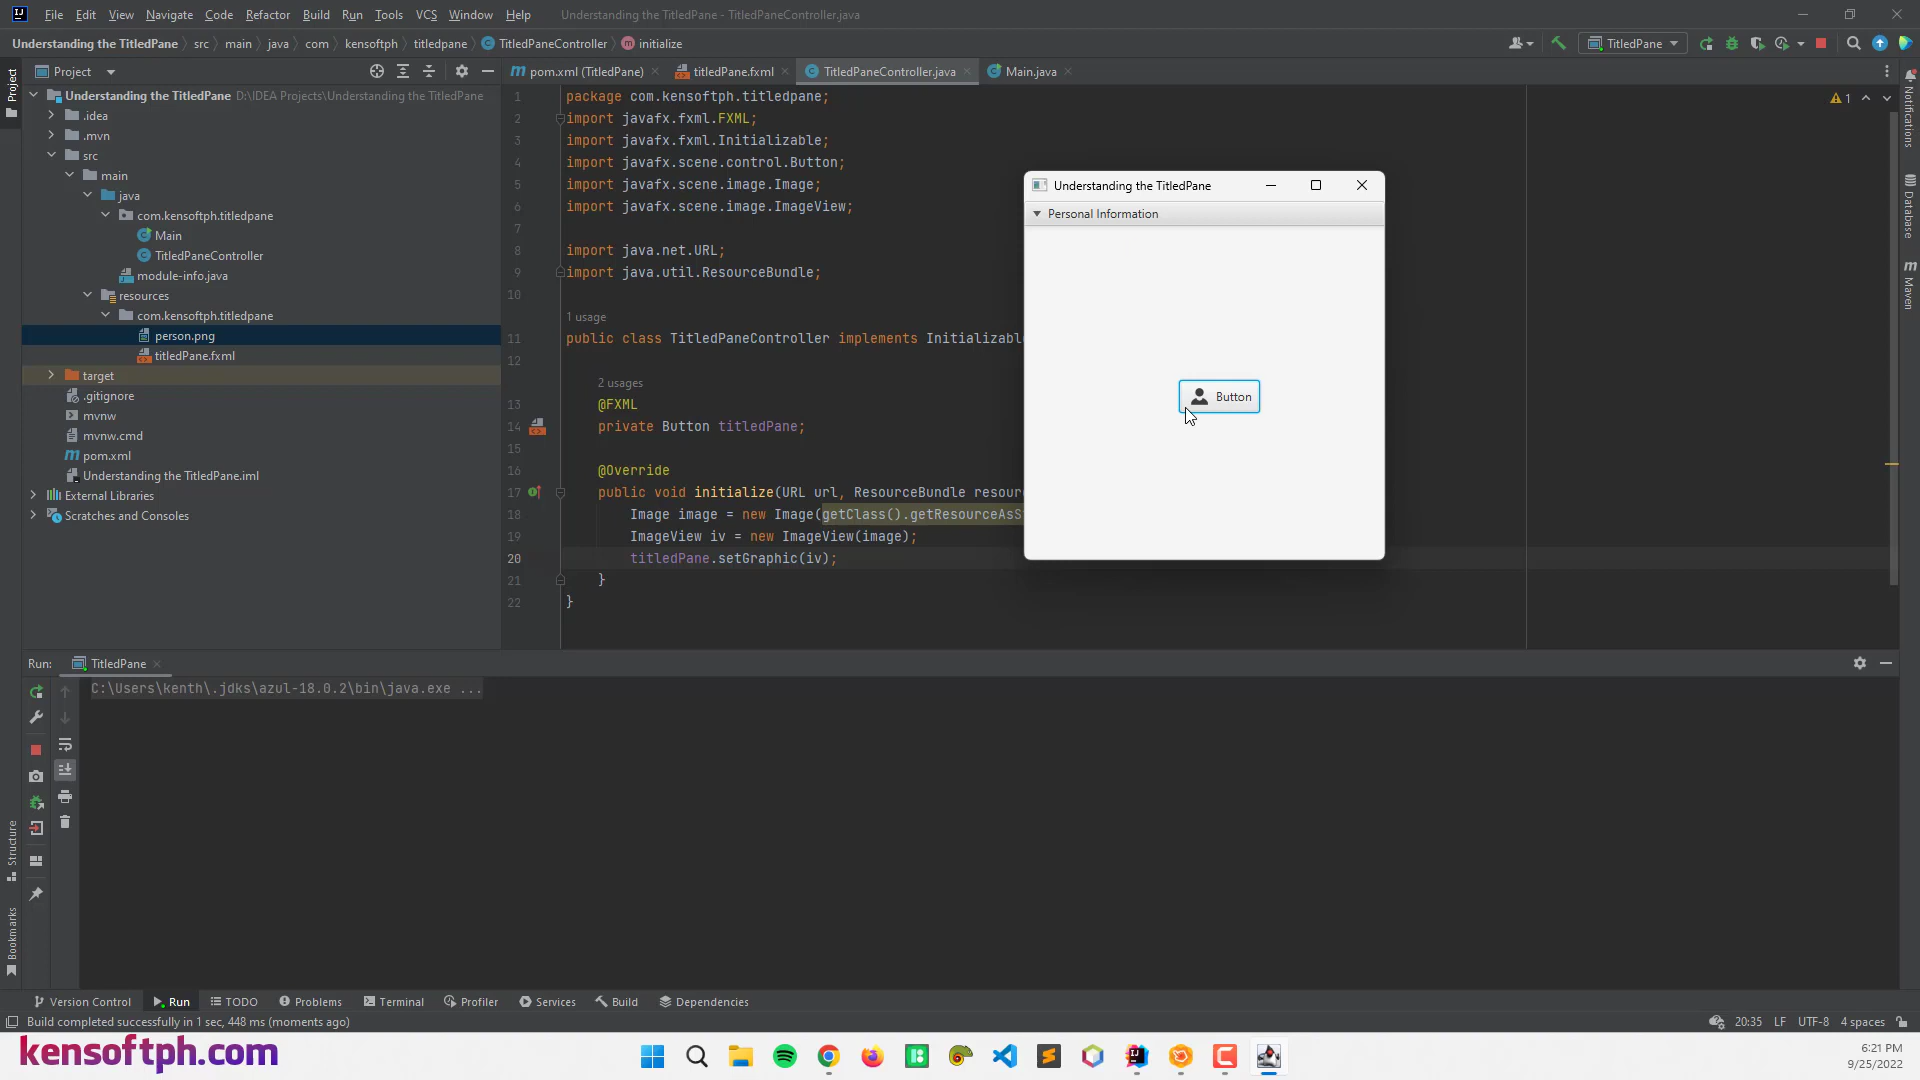 File Edit View Navigate Code Refactor Build Run Tools VCS Window Help Understanding the TitledPane - TitledPaneController.java
Understanding the TitledPane src main java com kensoftph titledpane TitledPaneController initialize TitledPane
Project
pom.xml (TitledPane) titledPane.fxml TitledPaneController.java Main.java
Understanding the TitledPane D:\IDEA Projects\Understanding the TitledPane
.idea
.mvn
src
main
java
com.kensoftph.titledpane
Main
TitledPaneController
module-info.java
resources
com.kensoftph.titledpane
person.png
titledPane.fxml
target
.gitignore
mvnw
mvnw.cmd
pom.xml
Understanding the TitledPane.iml
External Libraries
Scratches and Consoles
1 package com.kensoftph.titledpane;
2 import javafx.fxml.FXML;
3 import javafx.fxml.Initializable;
4 import javafx.scene.control.Button;
5 import javafx.scene.image.Image;
6 import javafx.scene.image.ImageView;
7
8 import java.net.URL;
9 import java.util.ResourceBundle;
10
1 usage
11 public class TitledPaneController implements Initializabl
12
2 usages
13 @FXML
14 private Button titledPane;
15
16 @Override
17 public void initialize(URL url, ResourceBundle resour
18 Image image = new Image(getClass().getResourceAsS
19 ImageView iv = new ImageView(image);
20 titledPane.setGraphic(iv);
21 }
22 }
1
Understanding the TitledPane
Personal Information
Button
Project
Structure
Bookmarks
Notifications
Database
Maven
Run: TitledPane
C:\Users\kenth\.jdks\azul-18.0.2\bin\java.exe ...
Version Control Run TODO Problems Terminal Profiler Services Build Dependencies
Build completed successfully in 1 sec, 448 ms (moments ago) 20:35 LF UTF-8 4 spaces
kensoftph.com
6:21 PM
9/25/2022